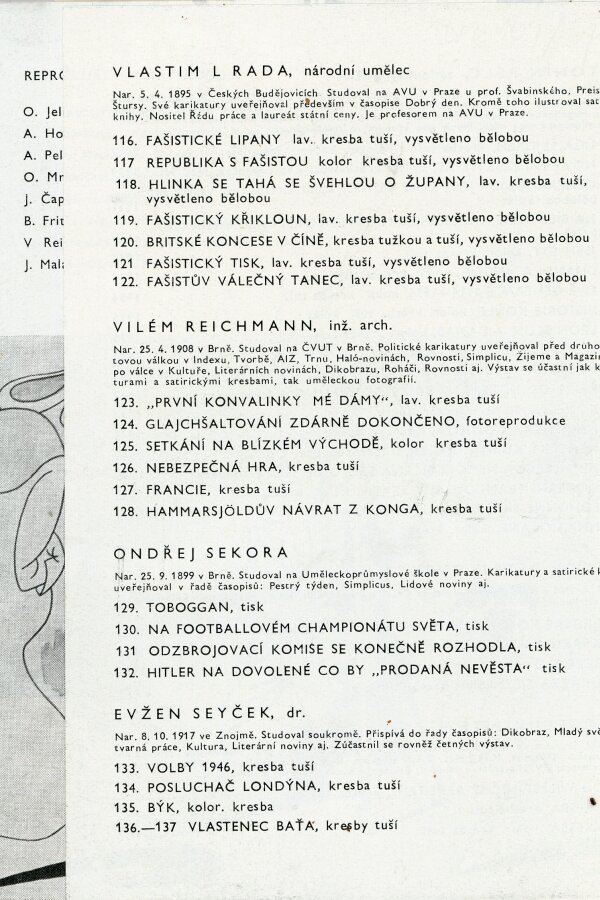 REPRO
O. Jel
A. Ho
A. Pel
O. Mr
J. Čap
B. Frit
V Rei
J. Mala
VLASTIM L RADA, národní umělec
Nar. 5. 4. 1895 v Českých Budějovicích. Studoval na AVU v Praze u prof. Švabinského, Preis
Štursy. Své karikatury uveřejňoval především v časopise Dobrý den. Kromě toho ilustroval sat
knihy. Nositel Řádu práce a laureát státní ceny. Je profesorem na AVU v Praze.
116. FAŠISTICKÉ LIPANY lav. kresba tuší, vysvětleno bělobou
117 REPUBLIKA S FAŠISTOU kolor kresba tuší, vysvětleno bělobou
118. HLINKA SE TAHÁ SE ŠVEHLOU O ŽUPANY, lav. kresba tuší,
vysvětleno bělobou
119. FAŠISTICKÝ KŘIKLOUN, lav. kresba tuší, vysvětleno bělobou
120. BRITSKÉ KONCESE V ČÍNĚ, kresba tužkou a tuší, vysvětleno bělobou
121 FAŠISTICKÝ TISK, lav. kresba tuší, vysvětleno bělobou
122. FAŠISTŮV VÁLEČNÝ TANEC, lav. kresba tuší, vysvětleno bělobou
VILÉM REICHMANN, inž. arch.
Nar. 25. 4. 1908 v Brně. Studoval na ČVUT v Brně. Politické karikatury uveřejňoval před druho
tovou válkou v Indexu, Tvorbě, AIZ, Trnu, Haló-novinách, Rovnosti, Simplicu, Žijeme a Magazin
po válce v Kultuře, Literárních novinách, Dikobrazu, Roháči, Rovnosti aj. Výstav se účastní jak k
turami a satirickými kresbami, tak uměleckou fotografií.
123. „PRVNÍ KONVALINKY MÉ DÁMY“, lav. kresba tuší
124. GLAJCHŠALTOVÁNÍ ZDÁRNĚ DOKONČENO, fotoreprodukce
125. SETKÁNÍ NA BLÍZKÉM VÝCHODĚ, kolor kresba tuší
126. NEBEZPEČNÁ HRA, kresba tuší
127. FRANCIE, kresba tuší
128. HAMMARSJÖLDŮV NÁVRAT Z KONGA, kresba tuší
ONDŘEJ SEKORA
Nar. 25. 9. 1899 v Brně. Studoval na Uměleckoprůmyslové škole v Praze. Karikatury a satirické k
uveřejňoval v řadě časopisů: Pestrý týden, Simplicus, Lidové noviny aj.
129. TOBOGGAN, tisk
130. NA FOOTBALLOVÉM CHAMPIONÁTU SVĚTA, tisk
131 ODZBROJOVACÍ KOMISE SE KONEČNĚ ROZHODLA, tisk
132. HITLER NA DOVOLENÉ CO BY „PRODANÁ NEVĚSTA“ tisk
EVŽEN SEYČEK, dr.
Nar. 8. 10. 1917 ve Znojmě. Studoval soukromě. Přispívá do řady časopisů: Dikobraz, Mladý svě
tvarná práce, Kultura, Literární noviny aj. Zúčastnil se rovněž četných výstav.
133. VOLBY 1946, kresba tuší
134. POSLUCHAČ LONDÝNA, kresba tuší
135. BÝK, kolor. kresba
136.—137 VLASTENEC BAŤA, kresby tuší